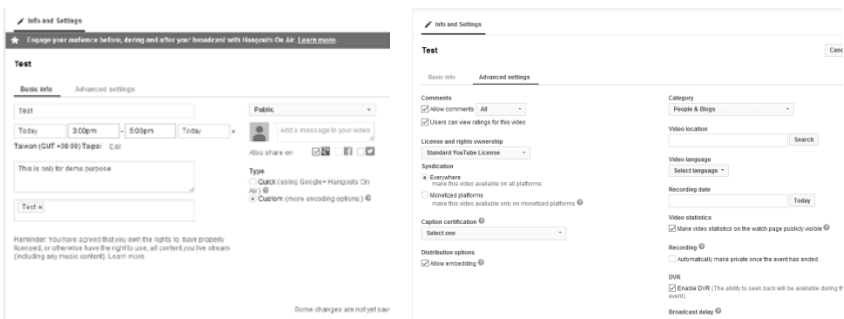 Info and Settings
Engage your audience before, during and after your broadcast with Hangouts On Air. Learn more.
Test
Basic info Advanced settings
Test
Today 3:00pm - 5:00pm Today ×
Taiwan (GMT +08:00) Taipei Edit
This is only for demo purpose
Test ×
Reminder: You have agreed that you own the rights to, have properly
licensed, or otherwise have the right to use, all content you live stream
(including any music content). Learn more
Public
Add a message to your video
Also share on
Type
Quick (using Google+ Hangouts On
Air)
Custom (more encoding options)
Some changes are not yet sav
Info and Settings
Test
Canc
Basic info Advanced settings
Comments
Allow comments All
Users can view ratings for this video
License and rights ownership
Standard YouTube License
Syndication
Everywhere
make this video available on all platforms
Monetized platforms
make this video available only on monetized platforms
Caption certification
Select one
Distribution options
Allow embedding
Category
People & Blogs
Video location
Search
Video language
Select language
Recording date
Today
Video statistics
Make video statistics on the watch page publicly visible
Recording
Automatically make private once the event has ended.
DVR
Enable DVR (The ability to seek back will be available during th
event)
Broadcast delay